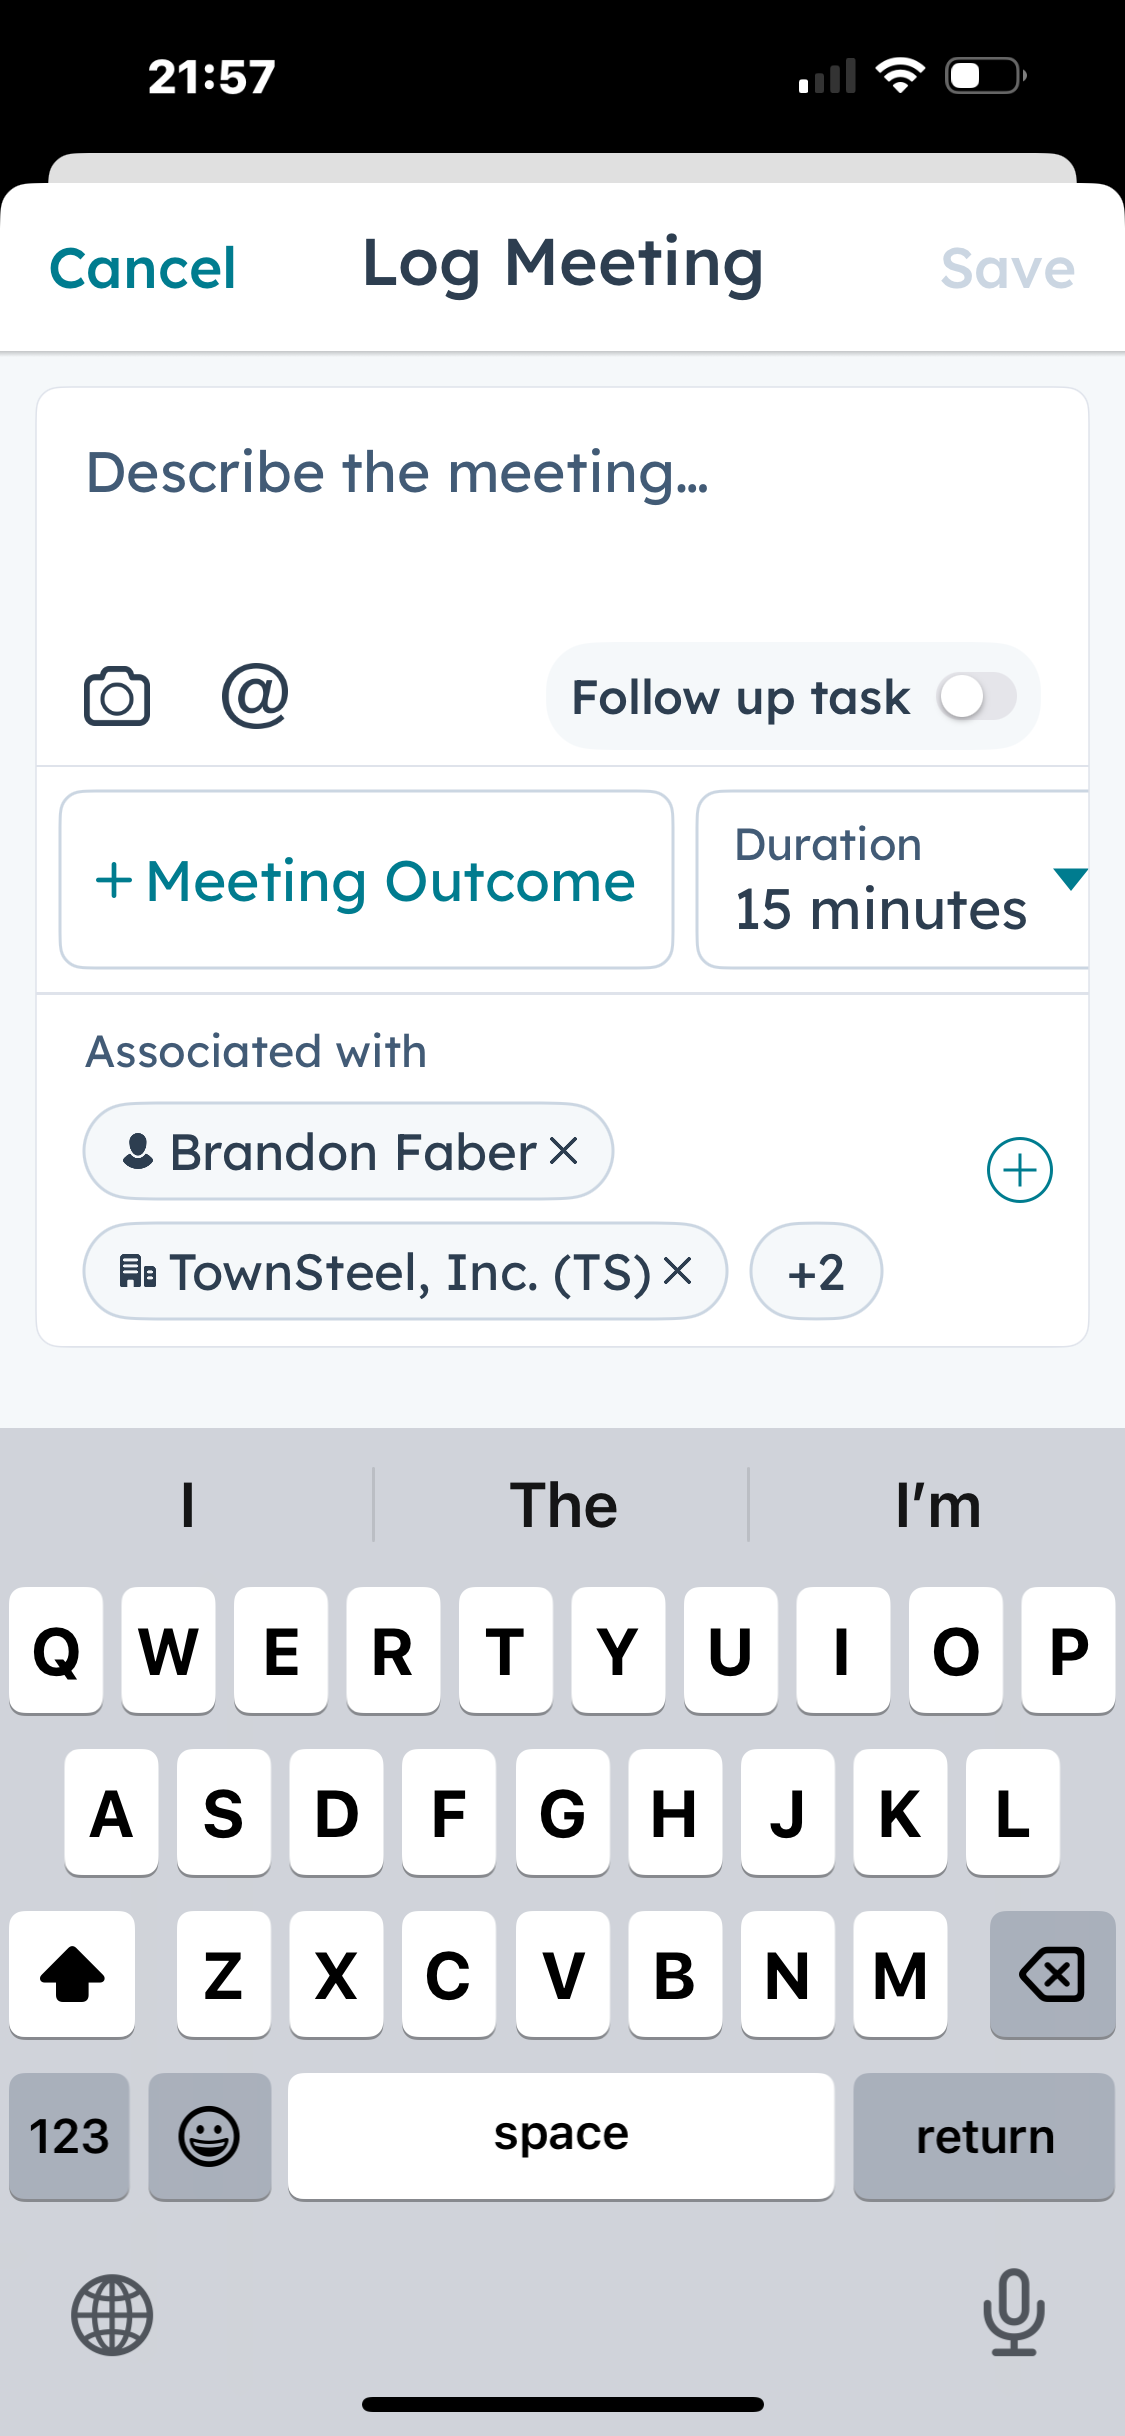 21:57
Cancel Log Meeting Save
Describe the meeting...
@ Follow up task
+ Meeting Outcome
Duration
15 minutes
Associated with
Brandon Faber
TownSteel, Inc. (TS) +2
I The I'm
Q W E R T Y U I O P
A S D F G H J K L
Z X C V B N M
123 space return